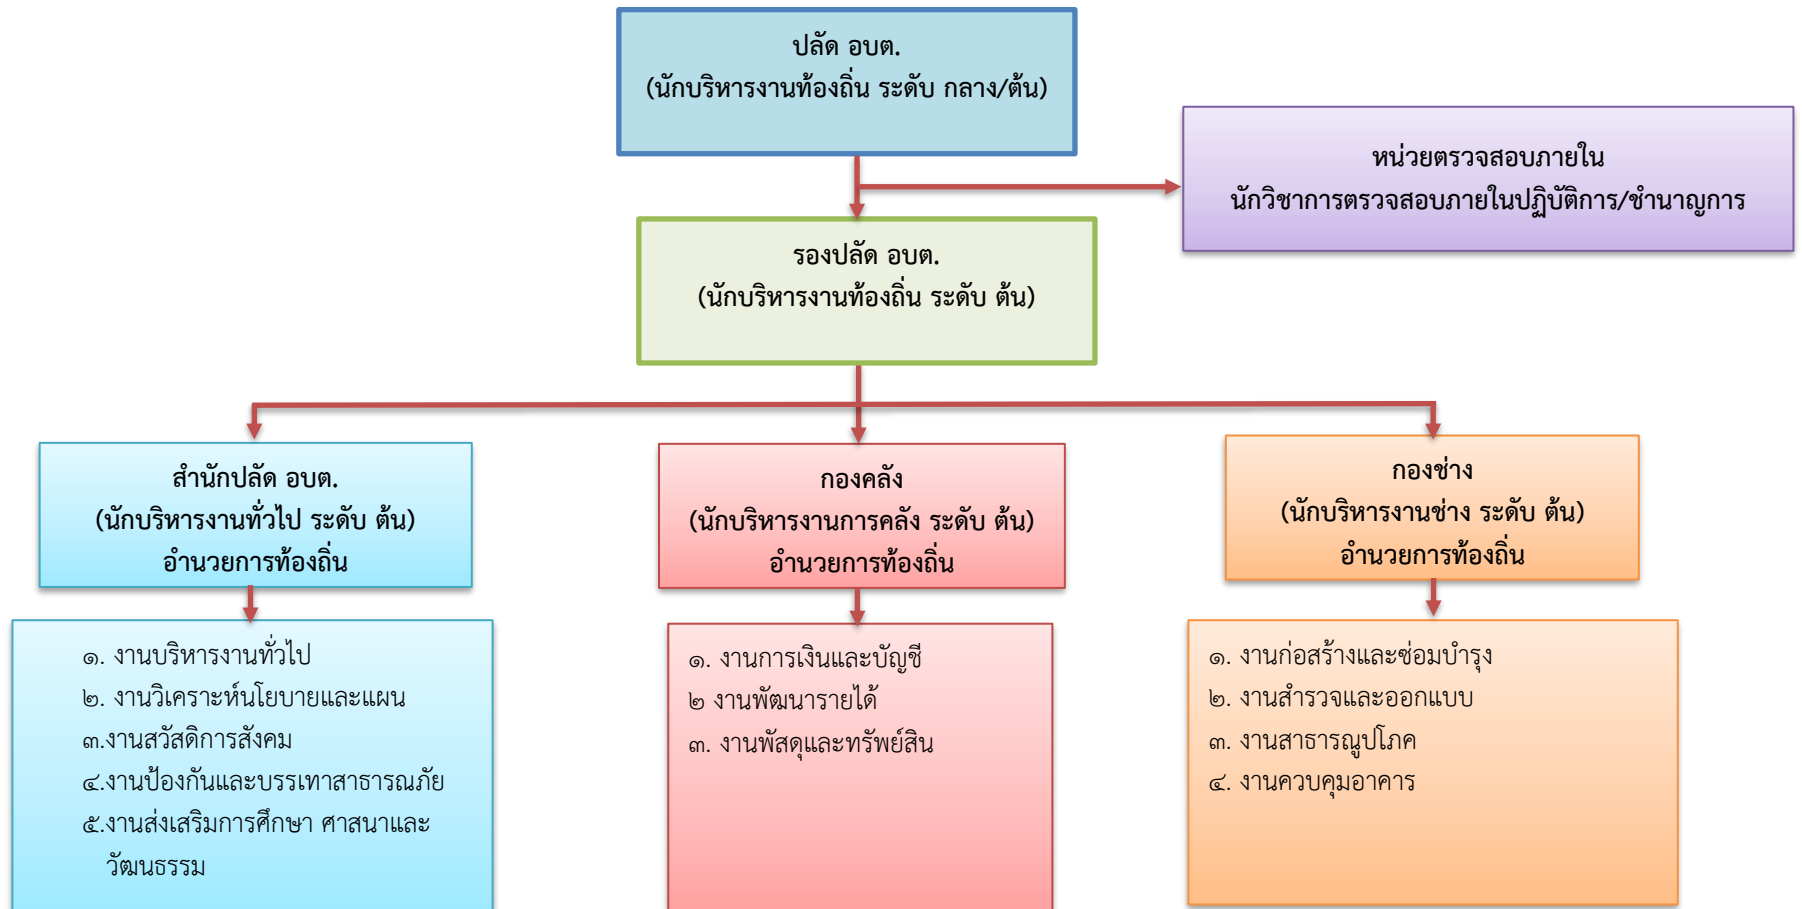 ปลัด อบต.
(นักบริหารงานท้องถิ่น ระดับ กลาง/ต้น)
หน่วยตรวจสอบภายใน
นักวิชาการตรวจสอบภายในปฏิบัติการ/ชำนาญการ
รองปลัด อบต.
(นักบริหารงานท้องถิ่น ระดับ ต้น)
สำนักปลัด อบต.
(นักบริหารงานทั่วไป ระดับ ต้น)
อำนวยการท้องถิ่น
กองคลัง
(นักบริหารงานการคลัง ระดับ ต้น)
อำนวยการท้องถิ่น
กองช่าง
(นักบริหารงานช่าง ระดับ ต้น)
อำนวยการท้องถิ่น
๑. งานบริหารงานทั่วไป
๒. งานวิเคราะห์นโยบายและแผน
๓.งานสวัสดิการสังคม
๔.งานป้องกันและบรรเทาสาธารณภัย
๕.งานส่งเสริมการศึกษา ศาสนาและ
วัฒนธรรม
๑. งานการเงินและบัญชี
๒ งานพัฒนารายได้
๓. งานพัสดุและทรัพย์สิน
๑. งานก่อสร้างและซ่อมบำรุง
๒. งานสำรวจและออกแบบ
๓. งานสาธารณูปโภค
๔. งานควบคุมอาคาร